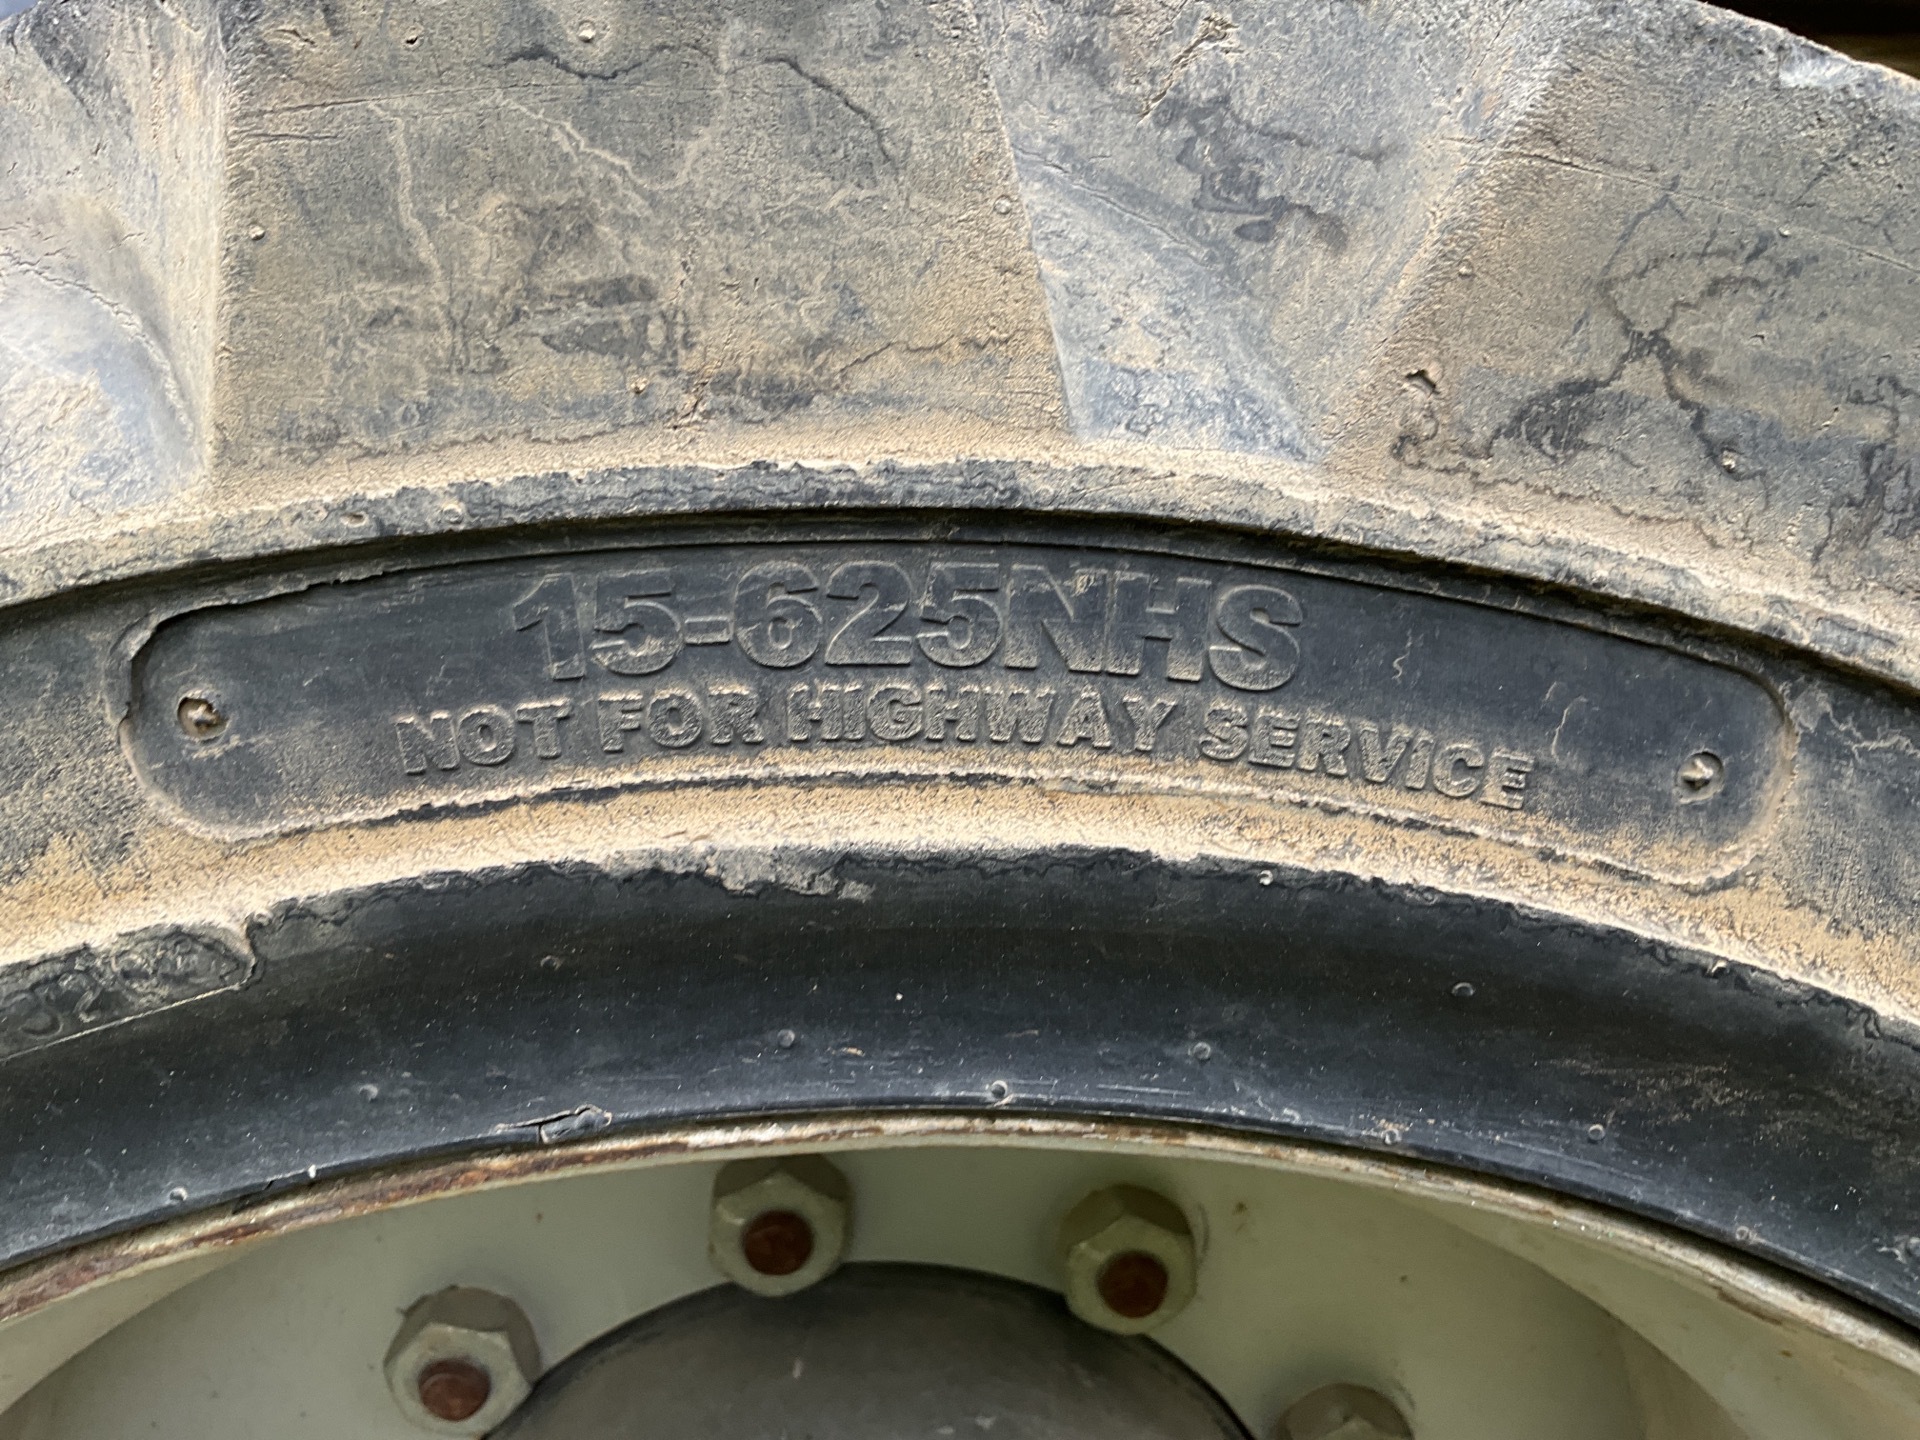 15-625NHS
NOT FOR HIGHWAY SERVICE